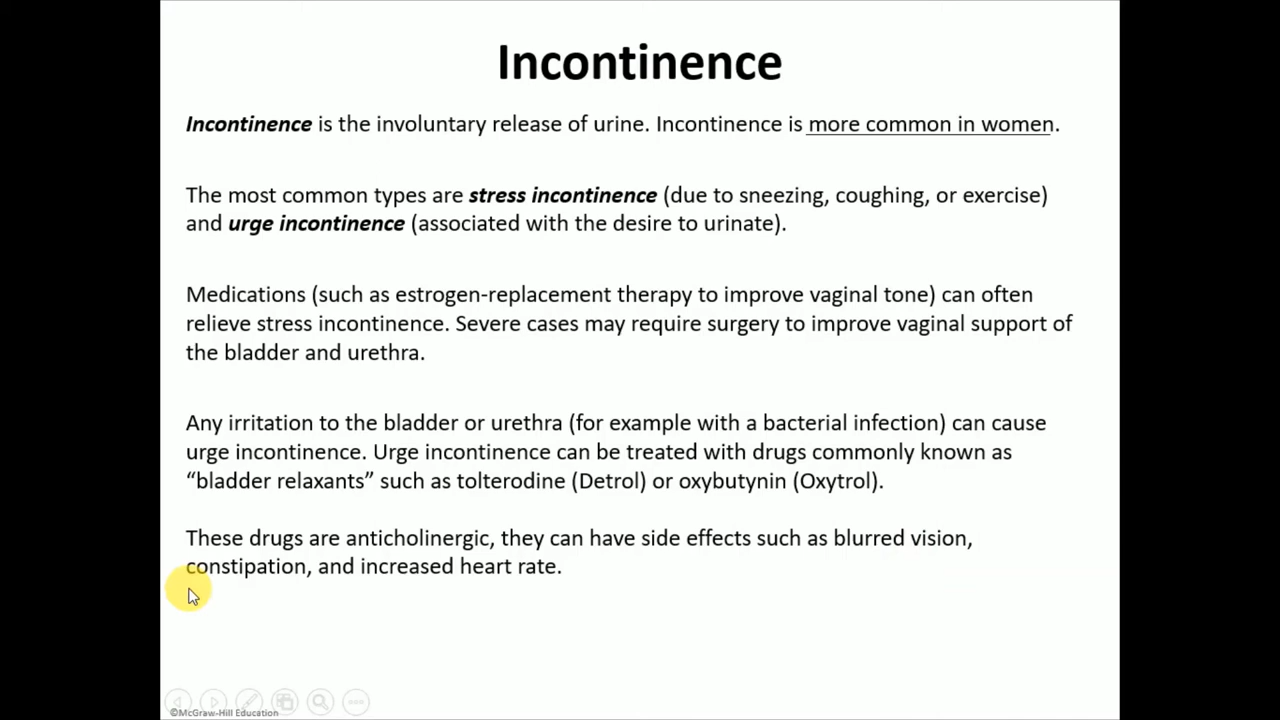 Incontinence
Incontinence is the involuntary release of urine. Incontinence is more common in women.
The most common types are stress incontinence (due to sneezing, coughing, or exercise)
and urge incontinence (associated with the desire to urinate).
Medications (such as estrogen-replacement therapy to improve vaginal tone) can often
relieve stress incontinence. Severe cases may require surgery to improve vaginal support of
the bladder and urethra.
Any irritation to the bladder or urethra (for example with a bacterial infection) can cause
urge incontinence. Urge incontinence can be treated with drugs commonly known as
“bladder relaxants” such as tolterodine (Detrol) or oxybutynin (Oxytrol).
These drugs are anticholinergic, they can have side effects such as blurred vision,
constipation, and increased heart rate.
©McGraw-Hill Education